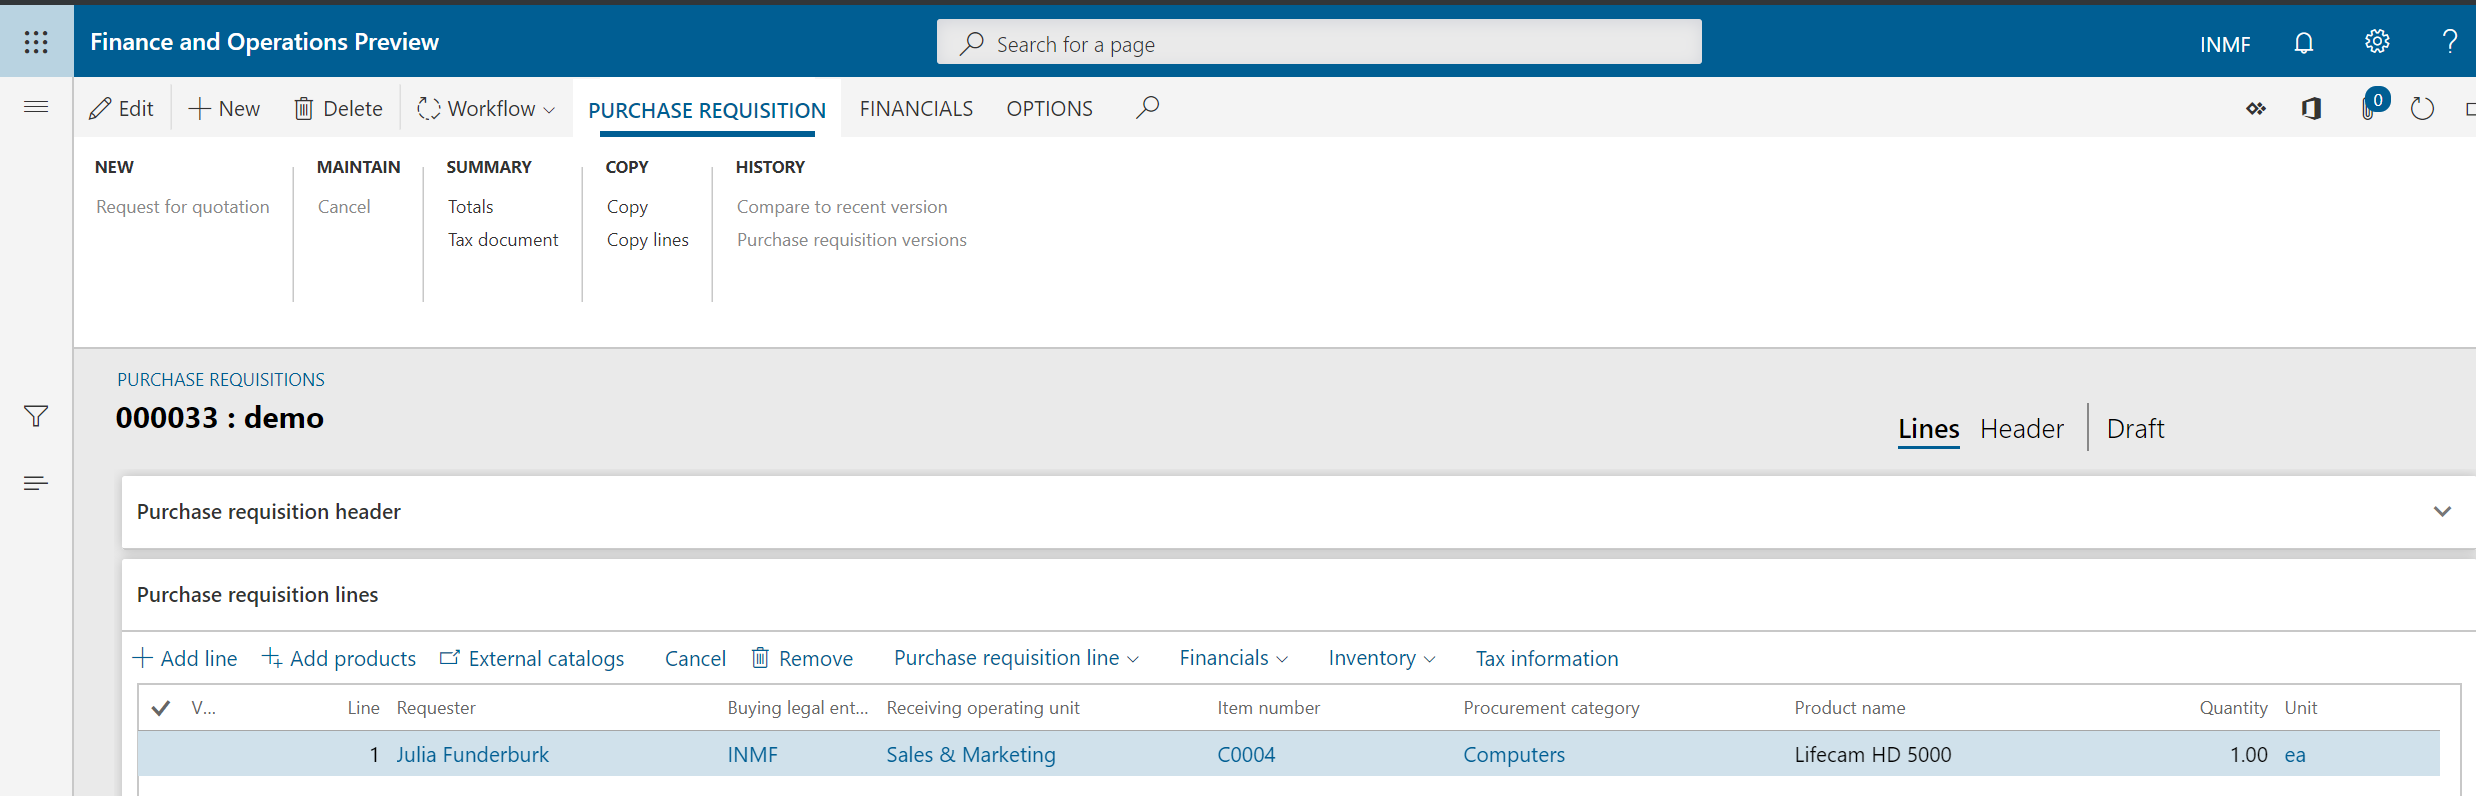 Finance and Operations Preview
Search for a page
INMF
?
Edit
New
Delete
Workflow
PURCHASE REQUISITION
FINANCIALS
OPTIONS
0
NEW
MAINTAIN
SUMMARY
COPY
HISTORY
Request for quotation
Cancel
Totals
Copy
Compare to recent version
Tax document
Copy lines
Purchase requisition versions
PURCHASE REQUISITIONS
000033 : demo
Lines
Header
Draft
Purchase requisition header
Purchase requisition lines
Add line
Add products
External catalogs
Cancel
Remove
Purchase requisition line
Financials
Inventory
Tax information
V...
Line
Requester
Buying legal ent...
Receiving operating unit
Item number
Procurement category
Product name
Quantity
Unit
1
Julia Funderburk
INMF
Sales & Marketing
C0004
Computers
Lifecam HD 5000
1.00
ea